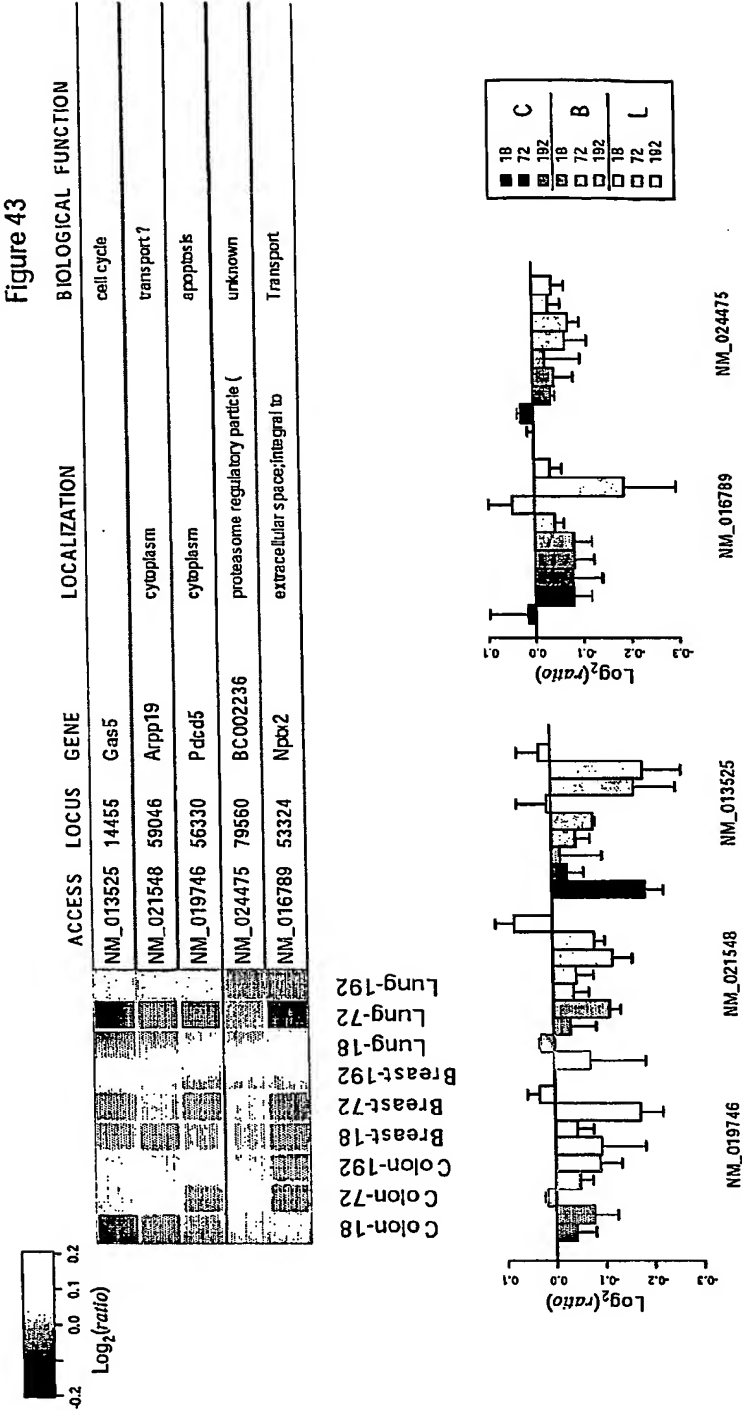 Figure 43
-0.2 0.0 0.1 0.2
Log2(ratio)
ACCESS LOCUS GENE LOCALIZATION BIOLOGICAL FUNCTION
NM_013525 14455 Gas5 cell cycle
NM_021548 59046 Arpp19 cytoplasm transport ?
NM_019746 56330 Pdcd5 cytoplasm apoptosis
NM_024475 79560 BC002236 proteasome regulatory particle ( unknown
NM_016789 53324 Nptx2 extracellular space;integral to Transport
Colon-18
Colon-72
Colon-192
Breast-18
Breast-72
Breast-192
Lung-18
Lung-72
Lung-192
Log2(ratio)
0.1
0.0
-0.1
-0.2
-0.3
NM_019746 NM_021548 NM_013525
Log2(ratio)
0.1
0.0
-0.1
-0.2
-0.3
NM_016789 NM_024475
18
72 C
192
18
72 B
192
18
72 L
192